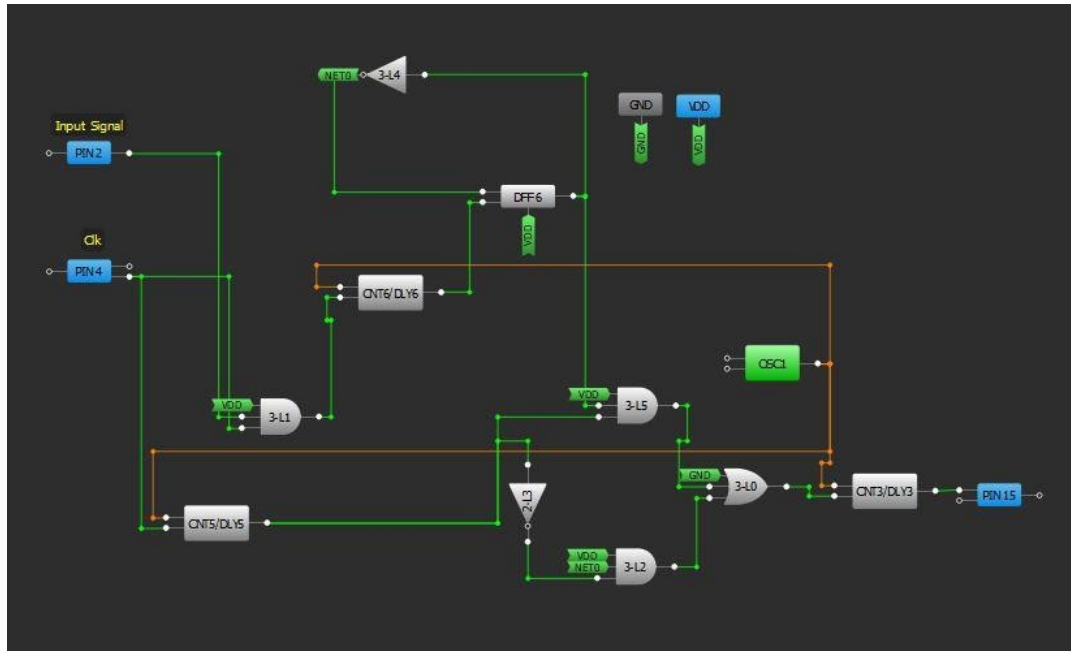 NET0
3-L4
GND
VDD
GND
VDD
Input Signal
PIN 2
DFF 6
VDD
Clk
PIN 4
CNT6/DLY6
OSC1
VDD
3-L1
VDD
3-L5
GND
3-L0
CNT3/DLY3
PIN 15
2-L3
CNT5/DLY5
VDD
NET0
3-L2